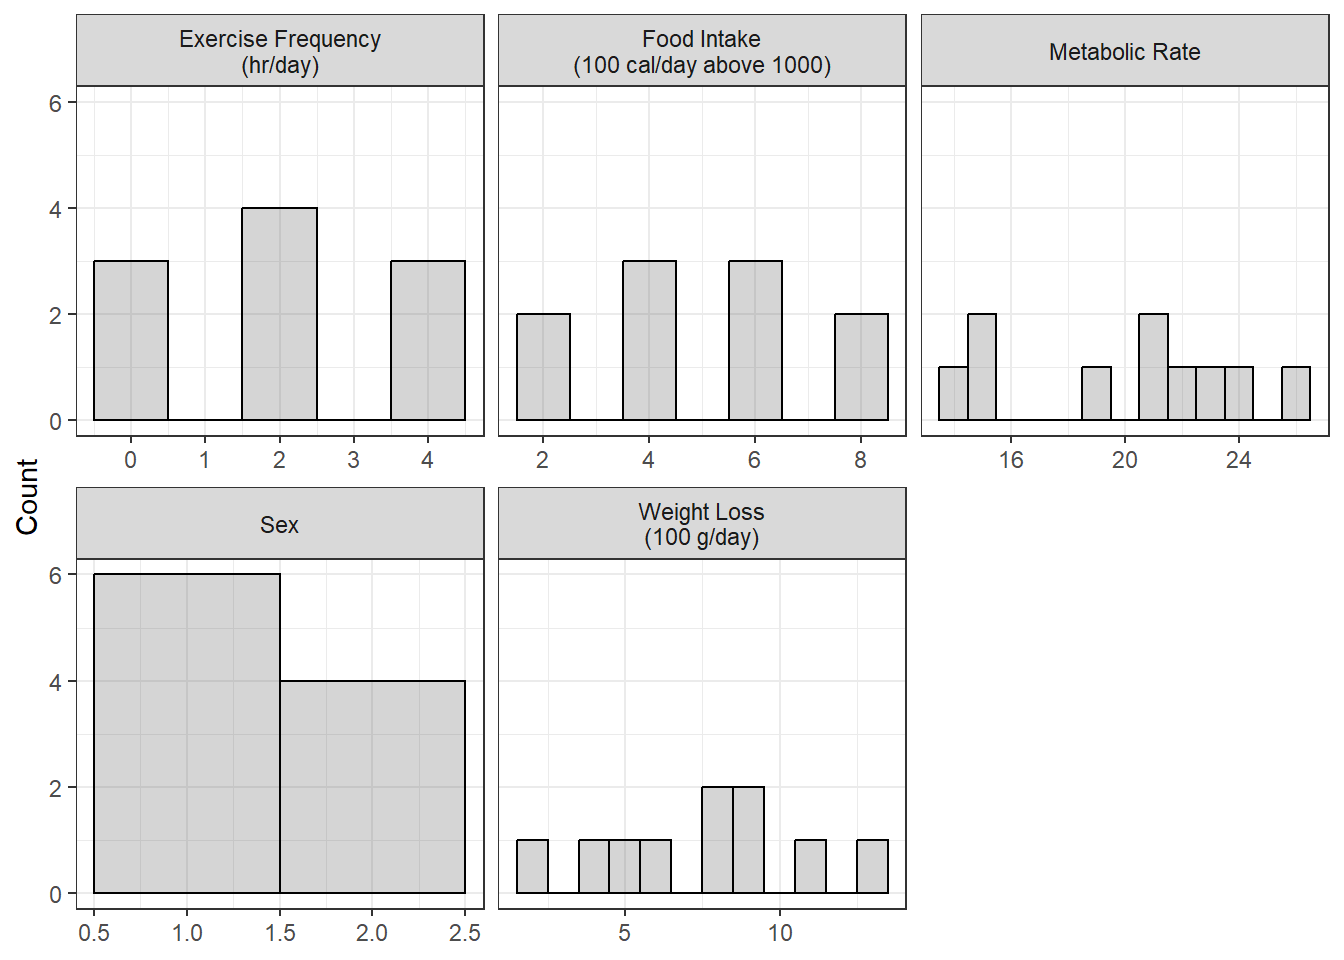 Exercise Frequency
(hr/day)
Food Intake
(100 cal/day above 1000)
Metabolic Rate
6
4
2
0
0 1 2 3 4
2 4 6 8
16 20 24
Count
Sex
Weight Loss
(100 g/day)
6
4
2
0
0.5 1.0 1.5 2.0 2.5
5 10